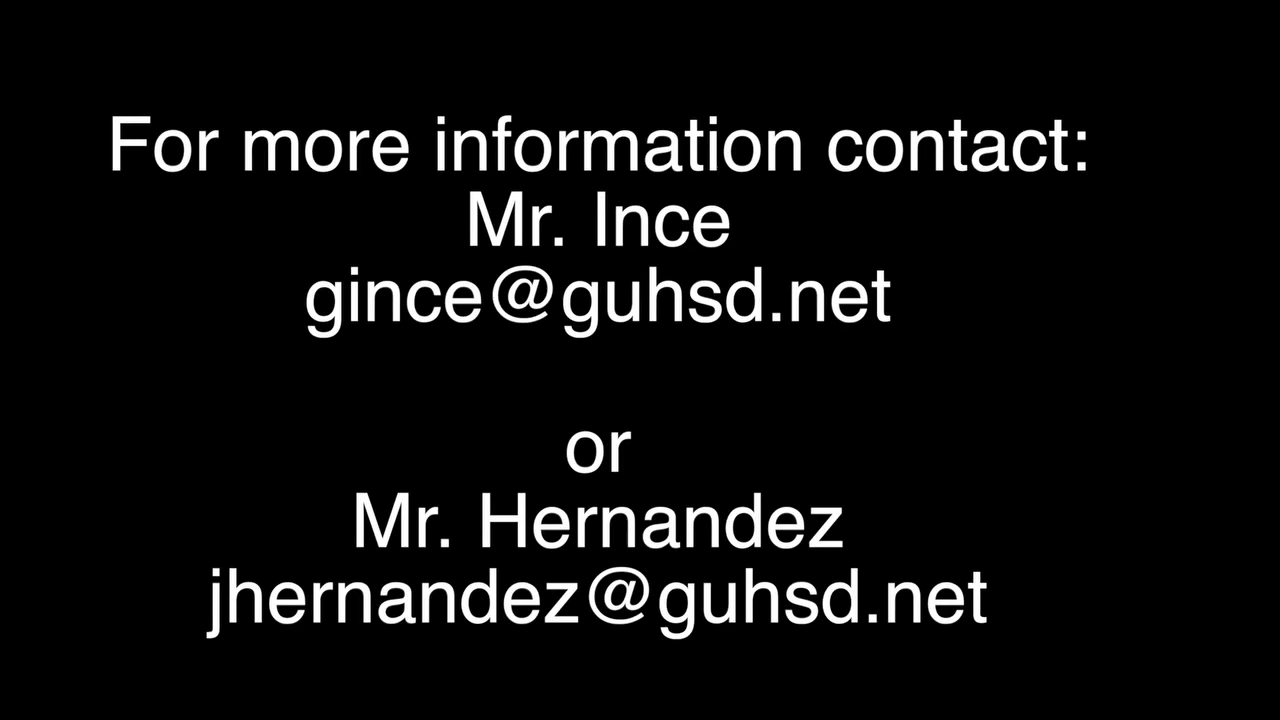 For more information contact:
Mr. Ince
gince@guhsd.net
or
Mr. Hernandez
jhernandez@guhsd.net